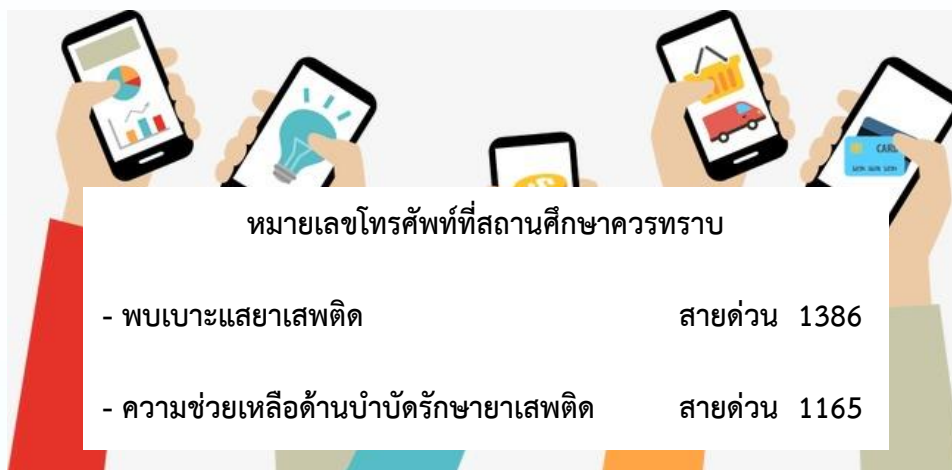 หมายเลขโทรศัพท์ที่สถานศึกษาควรทราบ
- พบเบาะแสยาเสพติด สายด่วน 1386
- ความช่วยเหลือด้านบำบัดรักษายาเสพติด สายด่วน 1165
CARD